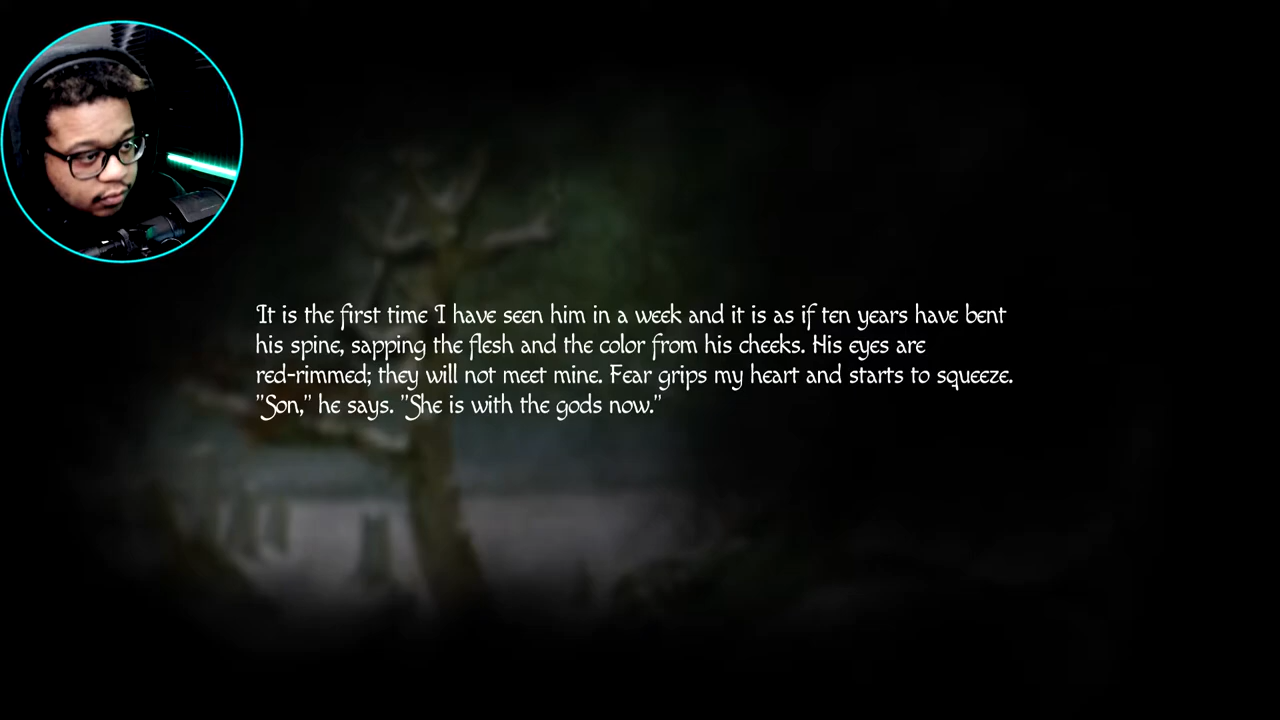 It is the first time I have seen him in a week and it is as if ten years have bent
his spine, sapping the flesh and the color from his cheeks. His eyes are
red-rimmed; they will not meet mine. Fear grips my heart and starts to squeeze.
"Son," he says. "She is with the gods now."